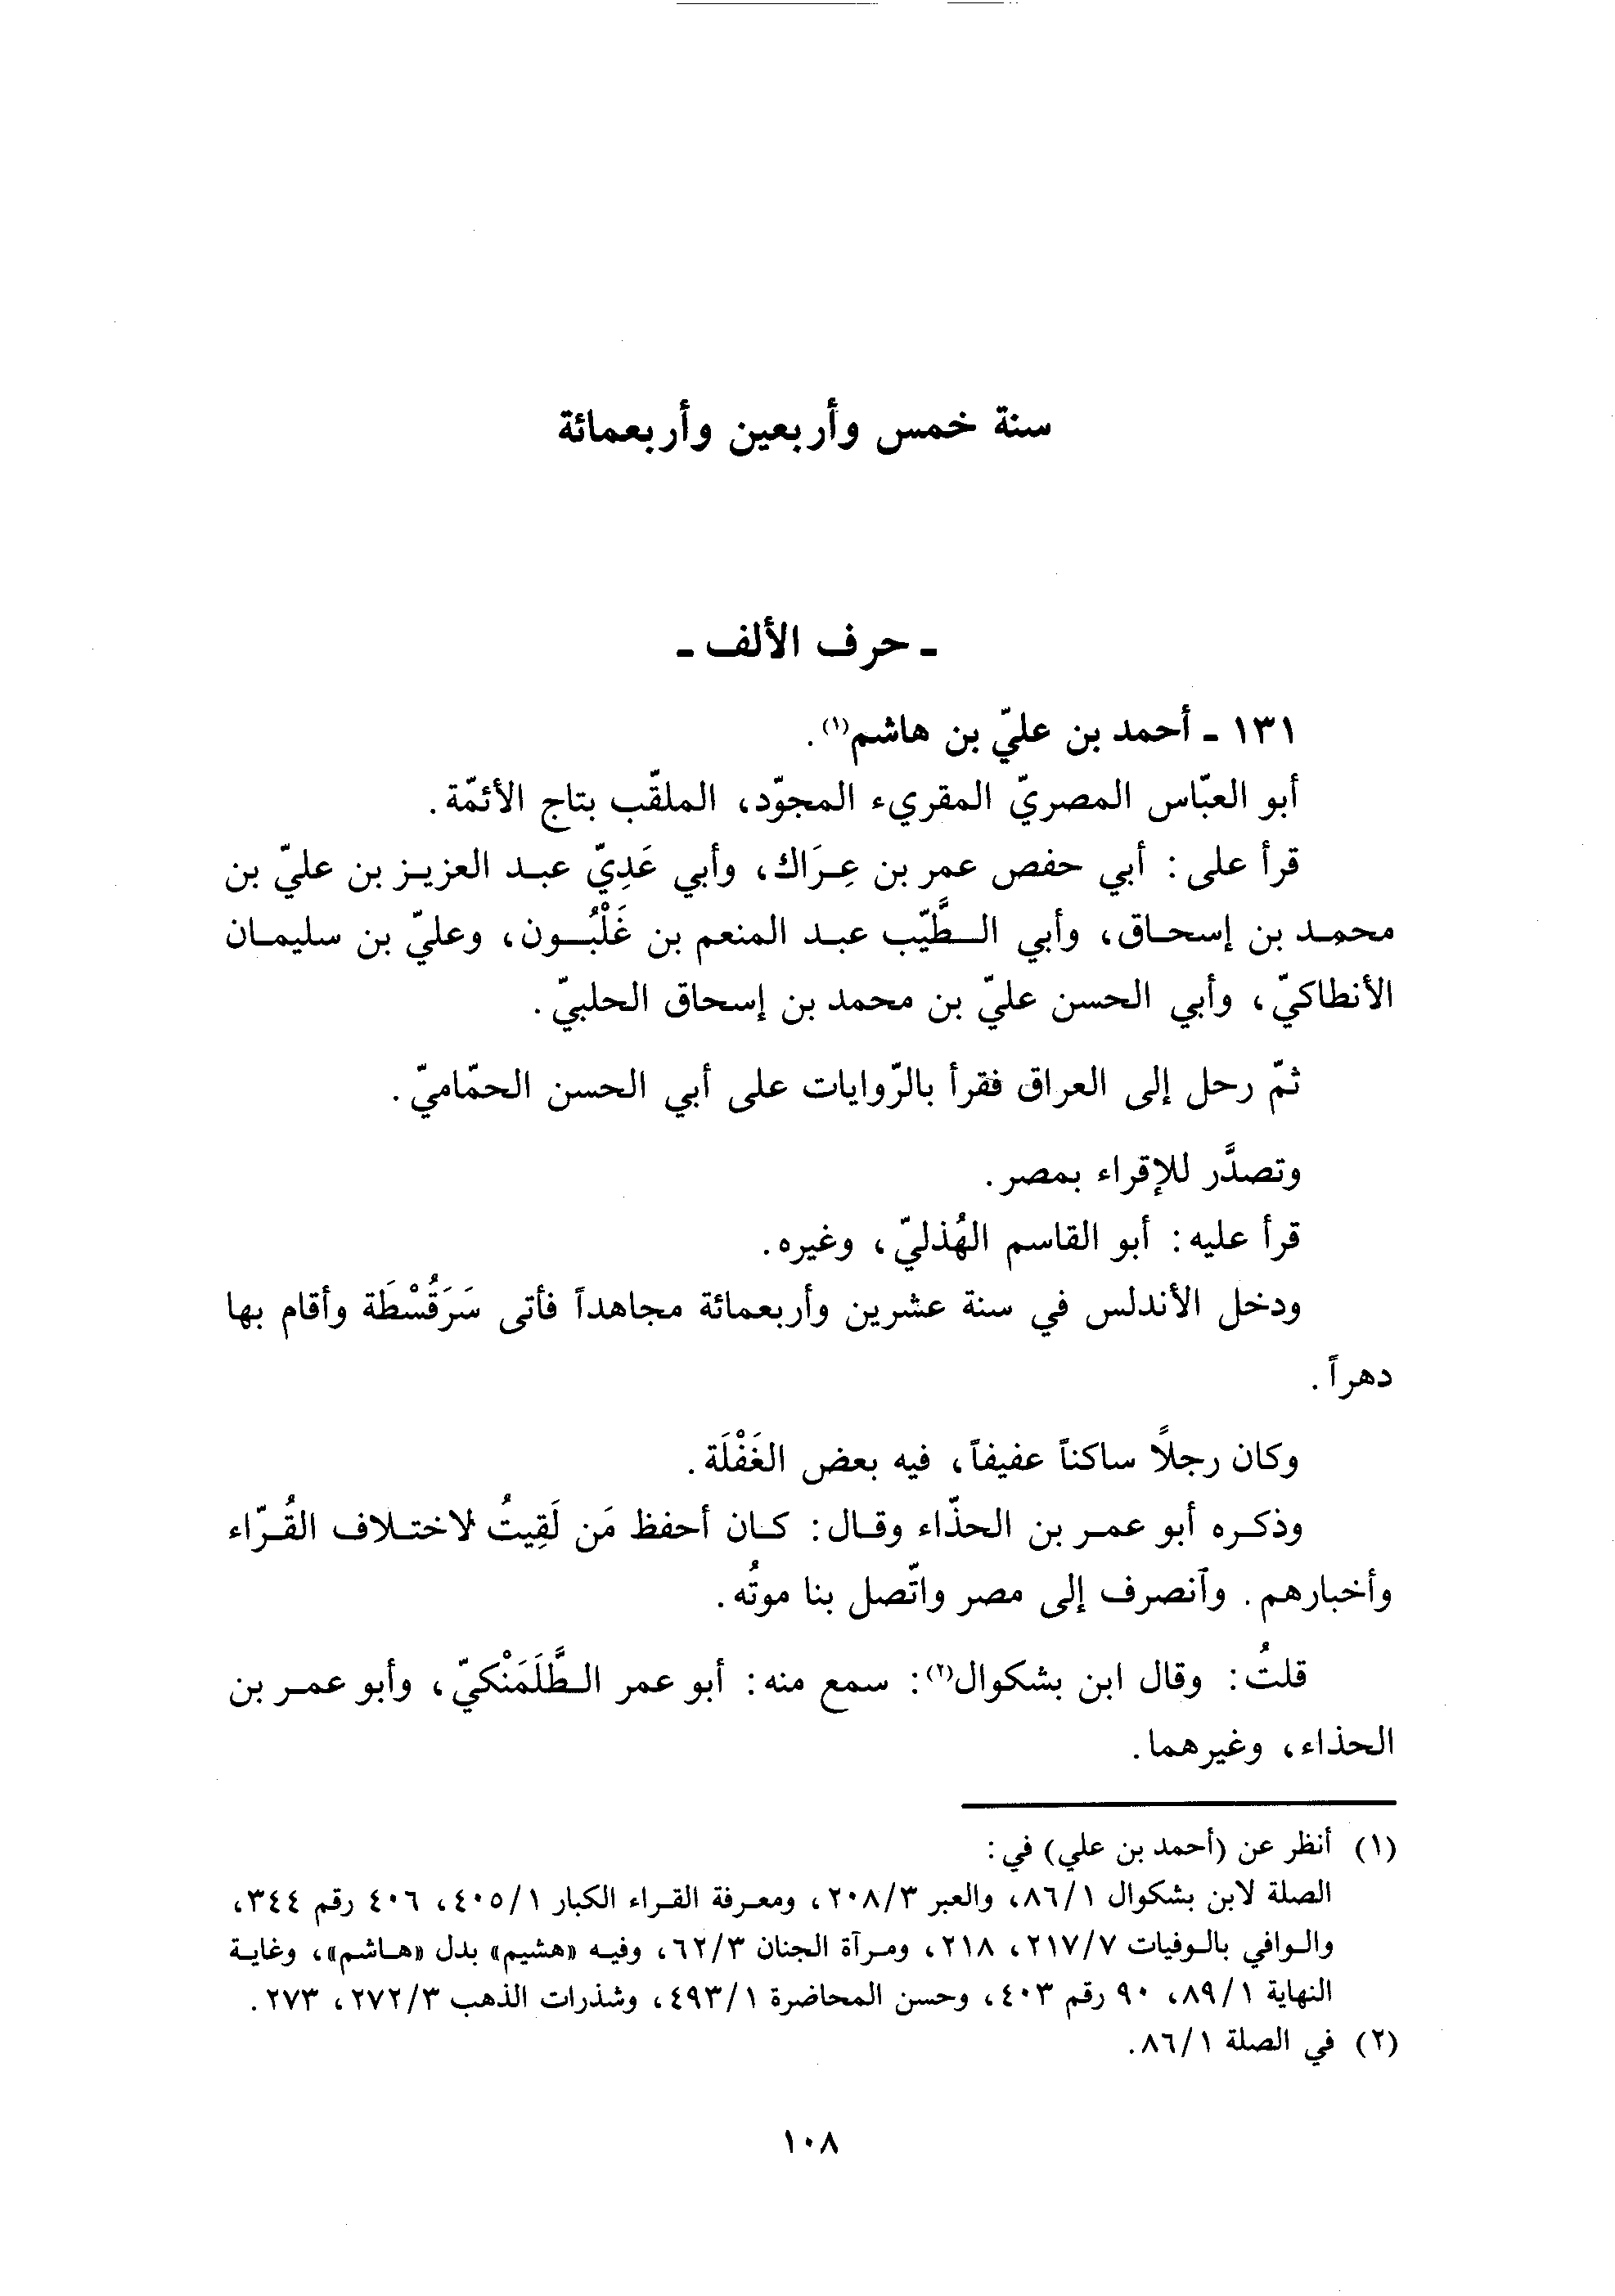 سنة خمس وأربعين وأربعمائة
ـ حرف الألف ـ
١٣١ ـ أحمد بن عليّ بن هاشم(١).
أبو العبّاس المصريّ المقريء المجوّد، الملقّب بتاج الأئمّة.
قرأ على: أبي حفص عمر بن عِرَاك، وأبي عَدِيّ عبد العزيز بن عليّ بن
محمد بن إسحاق، وأبي الطَّيّب عبد المنعم بن غَلْبُون، وعليّ بن سليمان
الأنطاكيّ، وأبي الحسن عليّ بن محمد بن إسحاق الحلبيّ.
ثمّ رحل إلى العراق فقرأ بالرّوايات على أبي الحسن الحمّاميّ.
وتصدَّر للإقراء بمصر.
قرأ عليه: أبو القاسم الهُذليّ، وغيره.
ودخل الأندلس في سنة عشرين وأربعمائة مجاهداً فأتى سَرَقُسْطَة وأقام بها
دهراً.
وكان رجلًا ساكناً عفيفاً، فيه بعض الغَفْلَة.
وذكره أبو عمر بن الحذّاء وقال: كان أحفظ مَن لَقِيتُ لاختلاف القُرّاء
وأخبارهم. وٱنصرف إلى مصر واتّصل بنا موتُه.
قلتُ: وقال ابن بشكوال(٢): سمع منه: أبو عمر الطَّلَمَنْكيّ، وأبو عمر بن
الحذاء، وغيرهما.
(١) أنظر عن (أحمد بن علي) في:
الصلة لابن بشكوال ٨٦/١، والعبر ٢٠٨/٣، ومعرفة القراء الكبار ٤٠٥/١، ٤٠٦ رقم ٣٤٤،
والوافي بالوفيات ٢١٧/٧، ٢١٨، ومرآة الجنان ٦٢/٣، وفيه «هشيم» بدل «هاشم»، وغاية
النهاية ٨٩/١، ٩٠ رقم ٤٠٣، وحسن المحاضرة ٤٩٣/١، وشذرات الذهب ٢٧٢/٣، ٢٧٣.
(٢) في الصلة ٨٦/١.
١٠٨